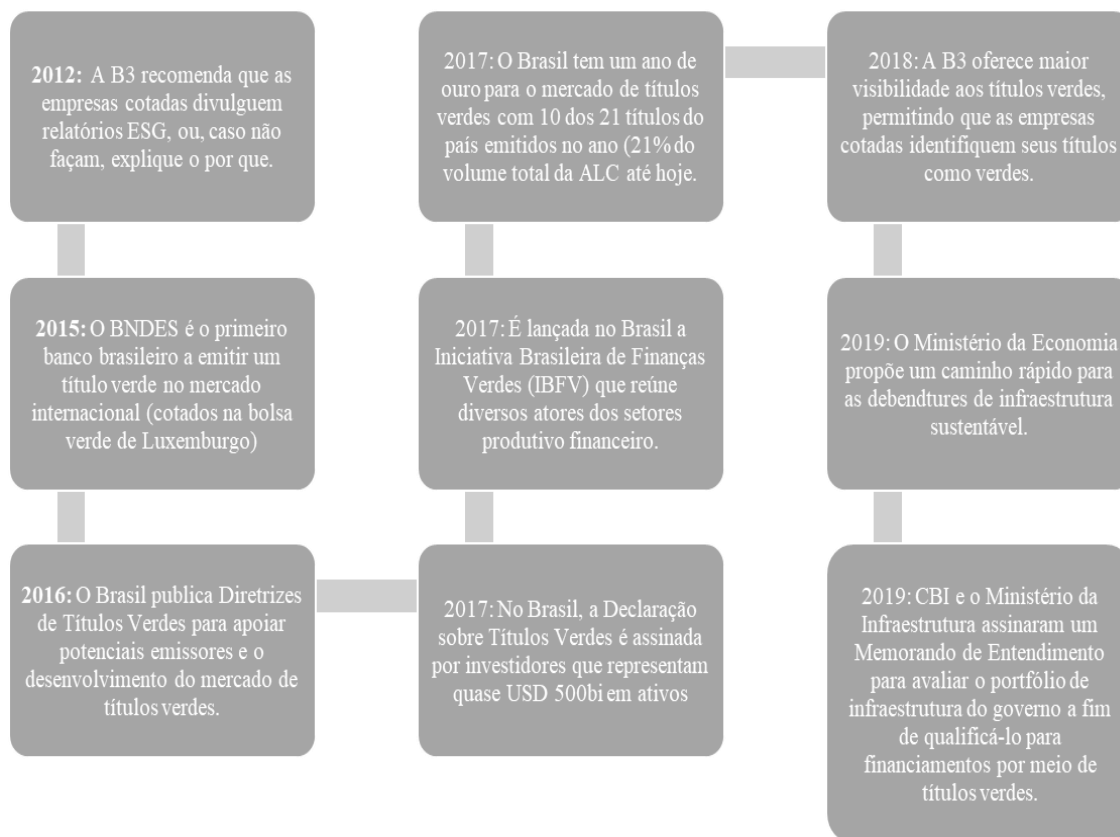 2012: A B3 recomenda que as
empresas cotadas divulguem
relatórios ESG, ou, caso não
façam, explique o por que.
2015: O BNDES é o primeiro
banco brasileiro a emitir um
título verde no mercado
internacional (cotados na bolsa
verde de Luxemburgo)
2016: O Brasil publica Diretrizes
de Títulos Verdes para apoiar
potenciais emissores e o
desenvolvimento do mercado de
títulos verdes.
2017: No Brasil, a Declaração
sobre Títulos Verdes é assinada
por investidores que representam
quase USD 500bi em ativos
2017: É lançada no Brasil a
Iniciativa Brasileira de Finanças
Verdes (IBFV) que reúne
diversos atores dos setores
produtivo financeiro.
2017: O Brasil tem um ano de
ouro para o mercado de títulos
verdes com 10 dos 21 títulos do
país emitidos no ano (21% do
volume total da ALC até hoje.
2018: A B3 oferece maior
visibilidade aos títulos verdes,
permitindo que as empresas
cotadas identifiquem seus títulos
como verdes.
2019: O Ministério da Economia
propõe um caminho rápido para
as debendtures de infraestrutura
sustentável.
2019: CBI e o Ministério da
Infraestrutura assinaram um
Memorando de Entendimento
para avaliar o portfólio de
infraestrutura do governo a fim
de qualificá-lo para
financiamentos por meio de
títulos verdes.